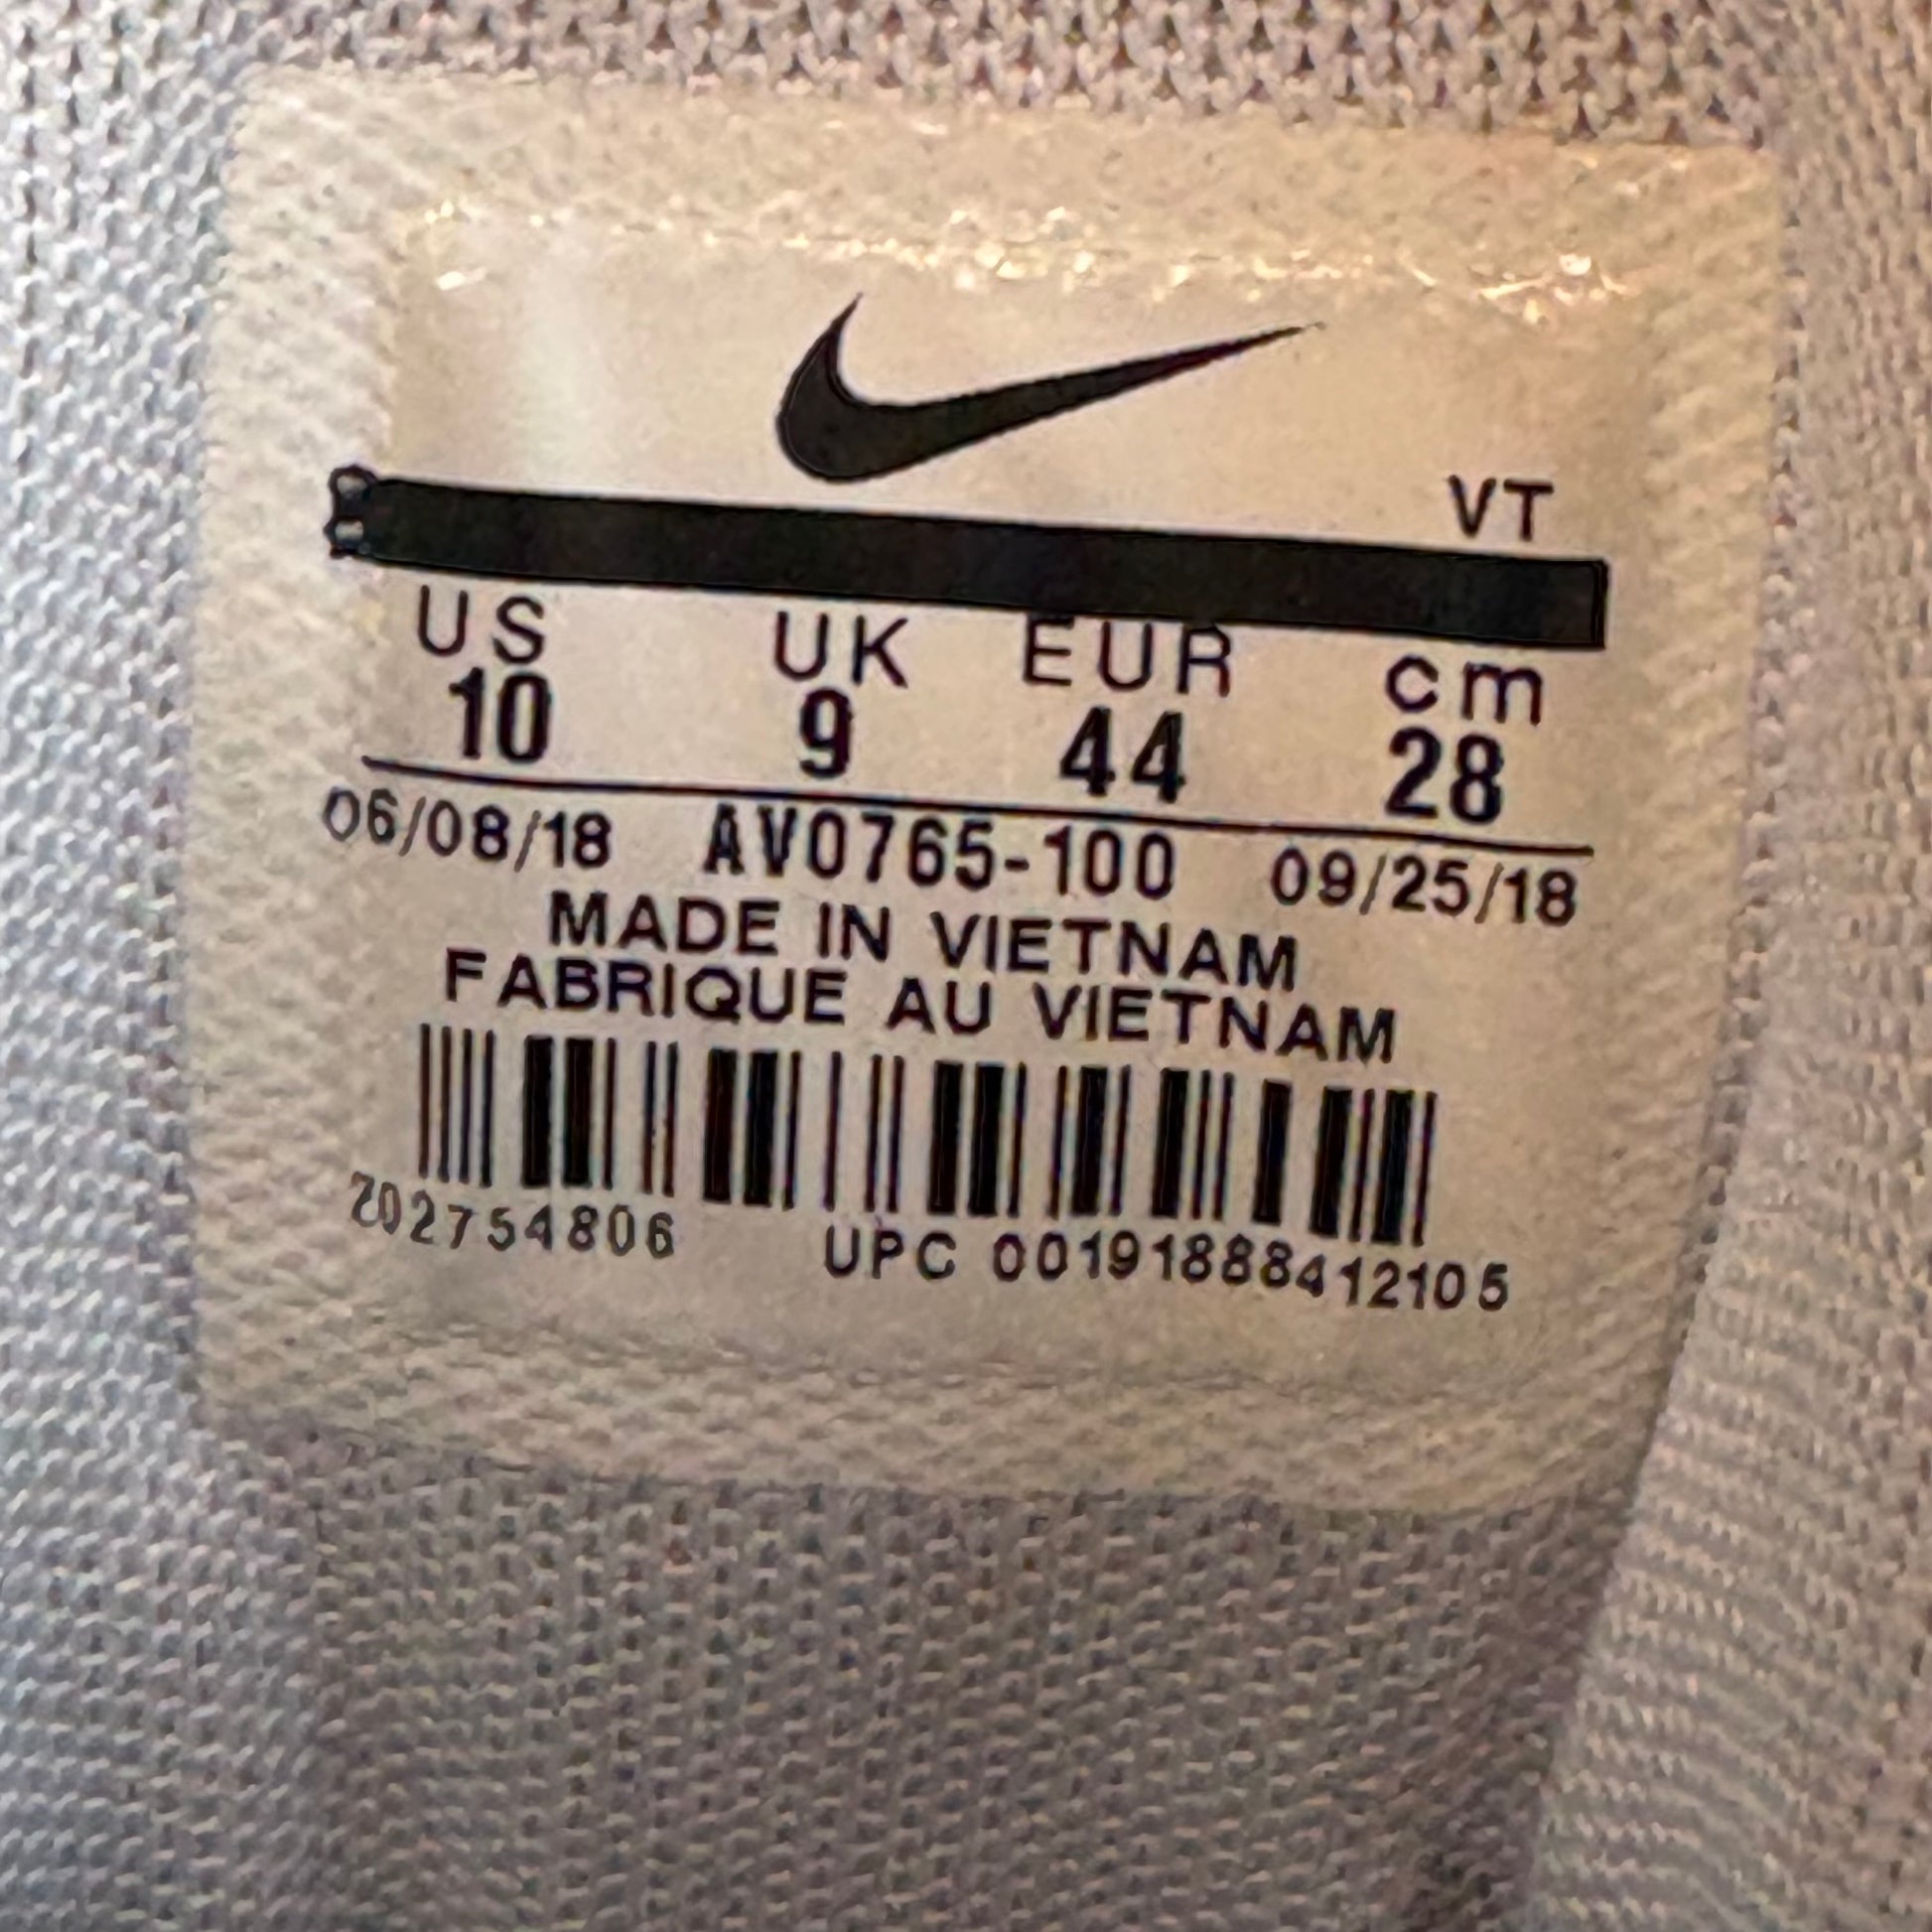 VT
US UK EUR cm
10 9 44 28
06/08/18 AV0765-100 09/25/18
MADE IN VIETNAM
FABRIQUE AU VIETNAM
202754806 UPC 00191888412105